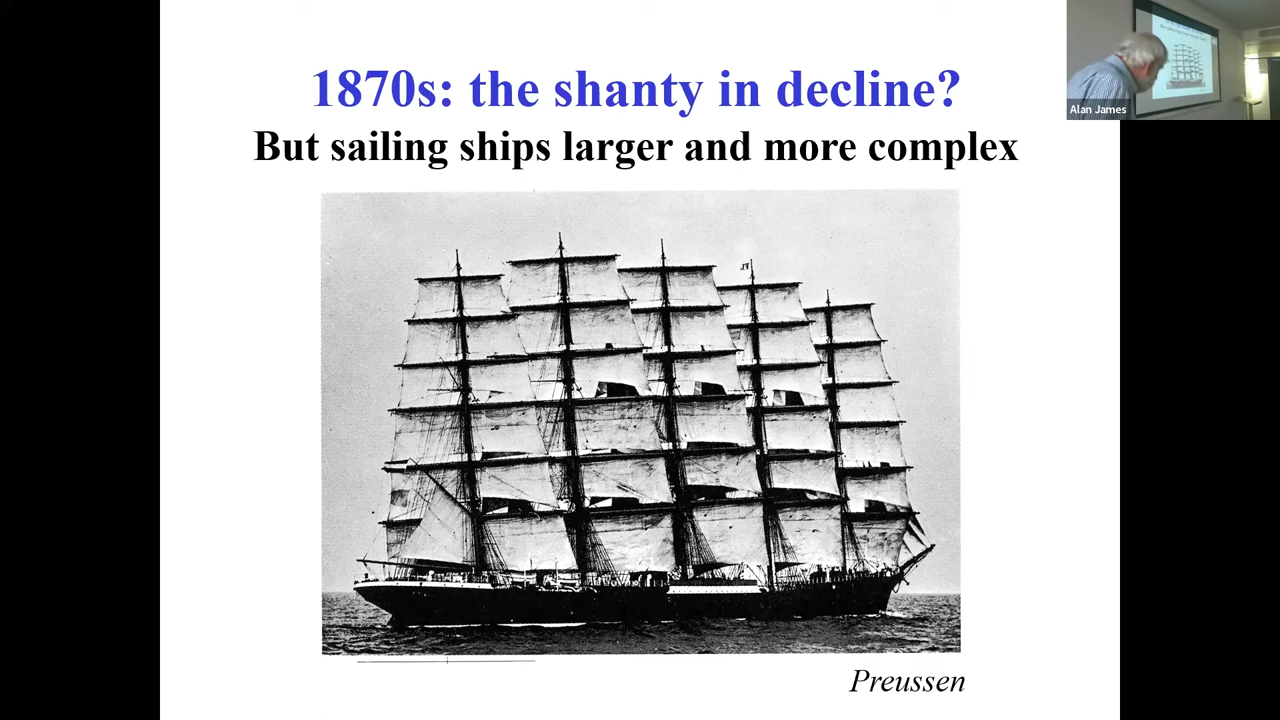 1870s: the shanty in decline?
But sailing ships larger and more complex
Alan James
Preussen